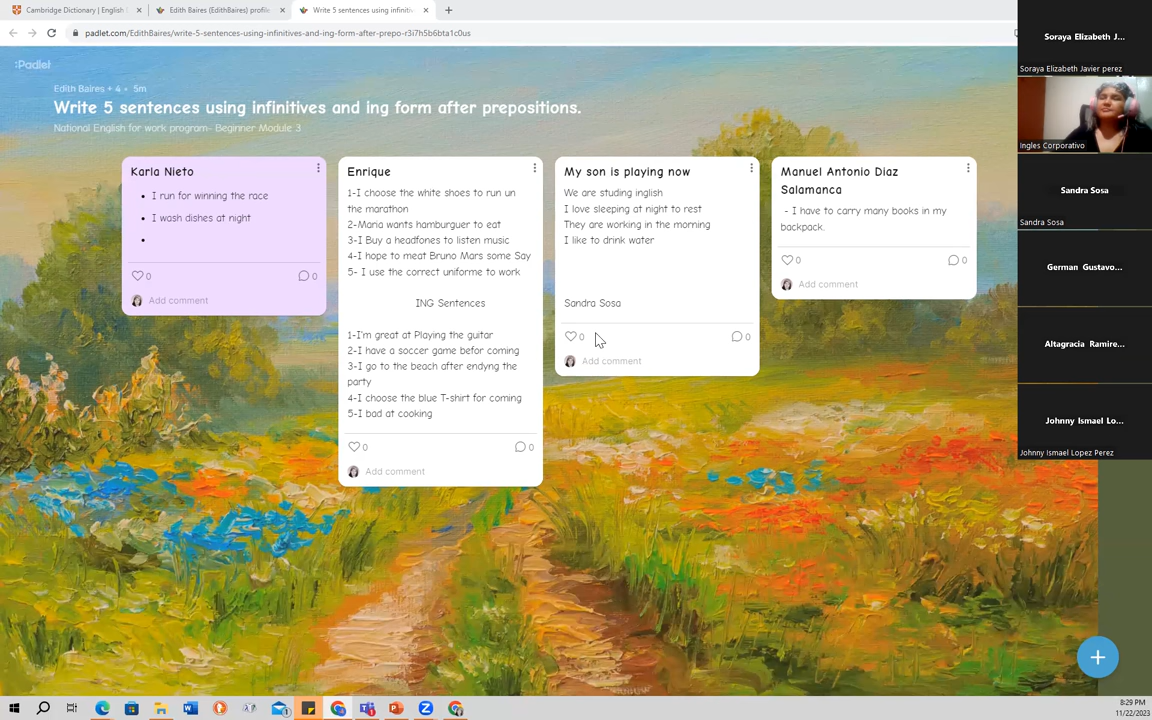 Cambridge Dictionary | English
Edith Baires (EdithBaires) profile
Write 5 sentences using infinitiv
padlet.com/EdithBaires/write-5-sentences-using-infinitives-and-ing-form-after-prepo-r3i7h5b6bta1c0us
:Padlet
Edith Baires + 4 • 5m
Write 5 sentences using infinitives and ing form after prepositions.
National English for work program- Beginner Module 3
Karla Nieto
• I run for winning the race
• I wash dishes at night
•
0
0
Add comment
Enrique
1-I choose the white shoes to run un
the marathon
2-Maria wants hamburguer to eat
3-I Buy a headfones to listen music
4-I hope to meat Bruno Mars some Say
5- I use the correct uniforme to work
ING Sentences
1-I'm great at Playing the guitar
2-I have a soccer game befor coming
3-I go to the beach after endyng the
party
4-I choose the blue T-shirt for coming
5-I bad at cooking
0
0
Add comment
My son is playing now
We are studing inglish
I love sleeping at night to rest
They are working in the morning
I like to drink water
Sandra Sosa
0
0
Add comment
Manuel Antonio Diaz
Salamanca
- I have to carry many books in my
backpack.
0
0
Add comment
Soraya Elizabeth J...
Soraya Elizabeth Javier perez
Ingles Corporativo
Sandra Sosa
Sandra Sosa
German Gustavo...
Altagracia Ramire...
Johnny Ismael Lo...
Johnny Ismael Lopez Perez
8:29 PM
11/22/2023